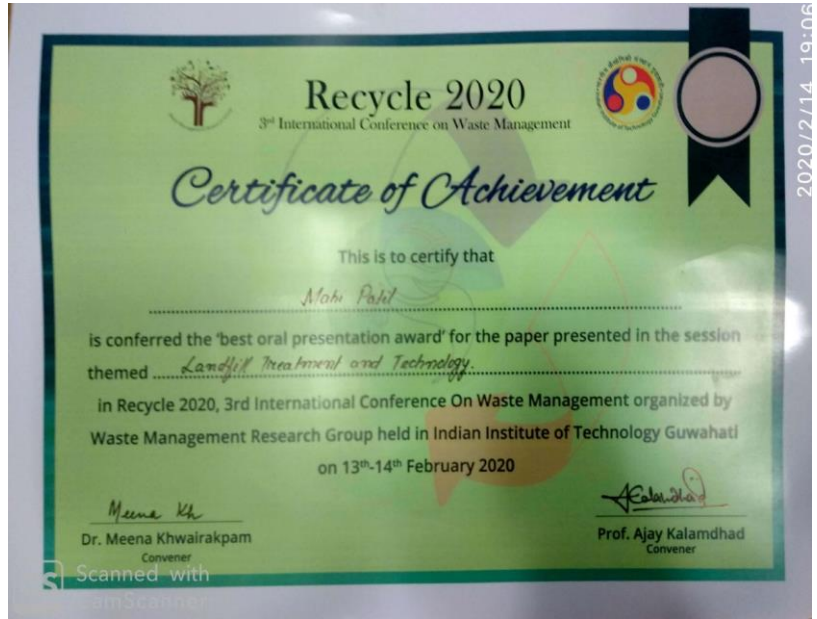 Recycle 2020
3rd International Conference on Waste Management
Certificate of Achievement
This is to certify that
Mahi Patil
is conferred the 'best oral presentation award' for the paper presented in the session
themed Landfill Treatment and Technology.
in Recycle 2020, 3rd International Conference On Waste Management organized by
Waste Management Research Group held in Indian Institute of Technology Guwahati
on 13th-14th February 2020
Meena Kh
Dr. Meena Khwairakpam
Convener
AKalamdhad
Prof. Ajay Kalamdhad
Convener
Scanned with
CamScanner
2020/2/14 19:06